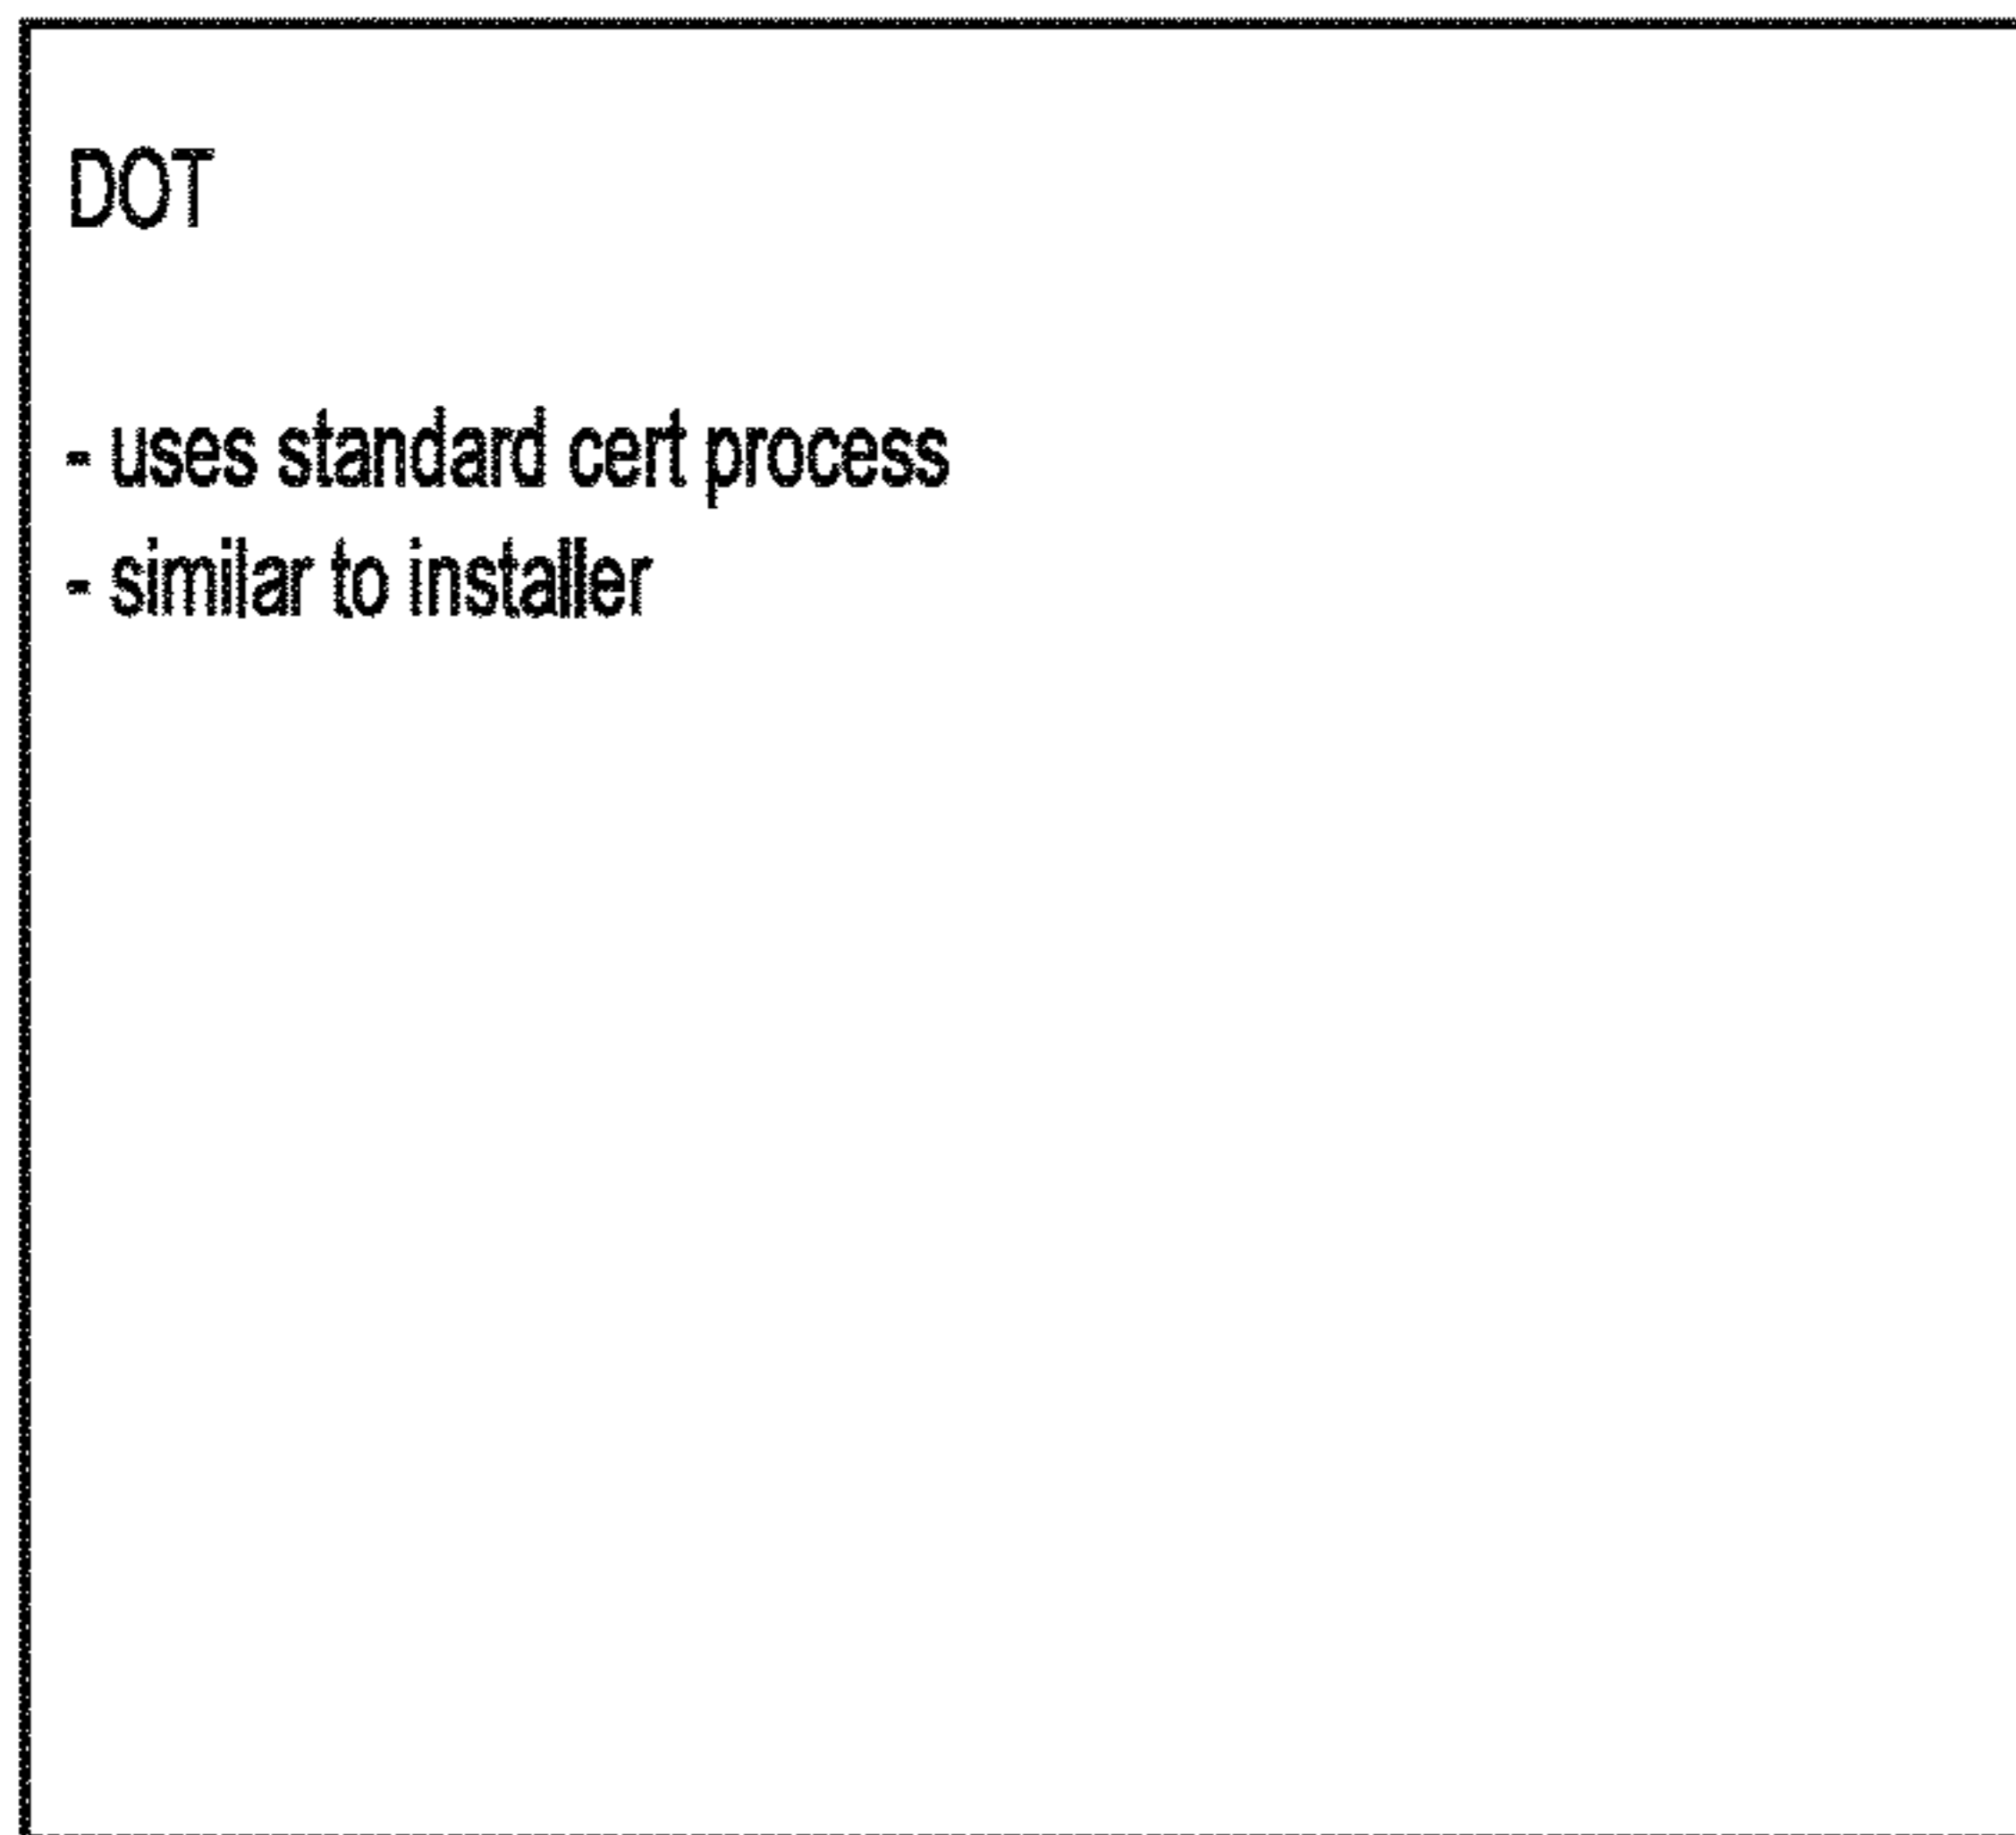 DOT
- uses standard cert process
- similar to installer